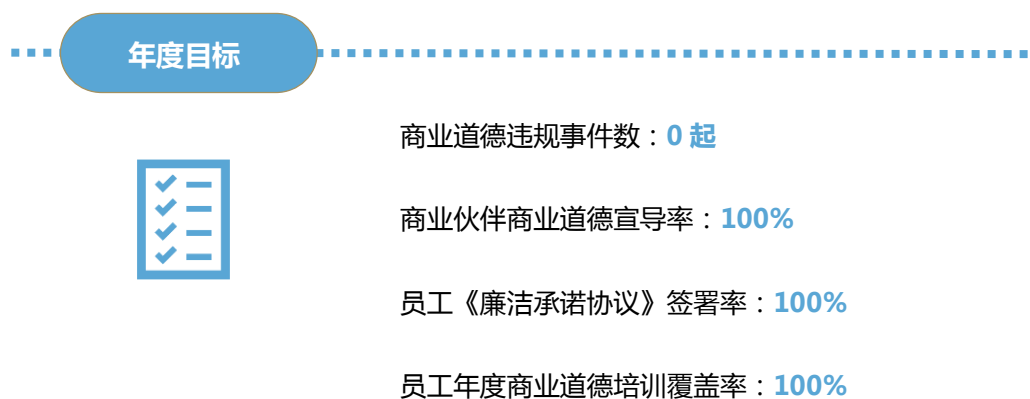 年度目标
商业道德违规事件数：0 起
商业伙伴商业道德宣导率：100%
员工《廉洁承诺协议》签署率：100%
员工年度商业道德培训覆盖率：100%